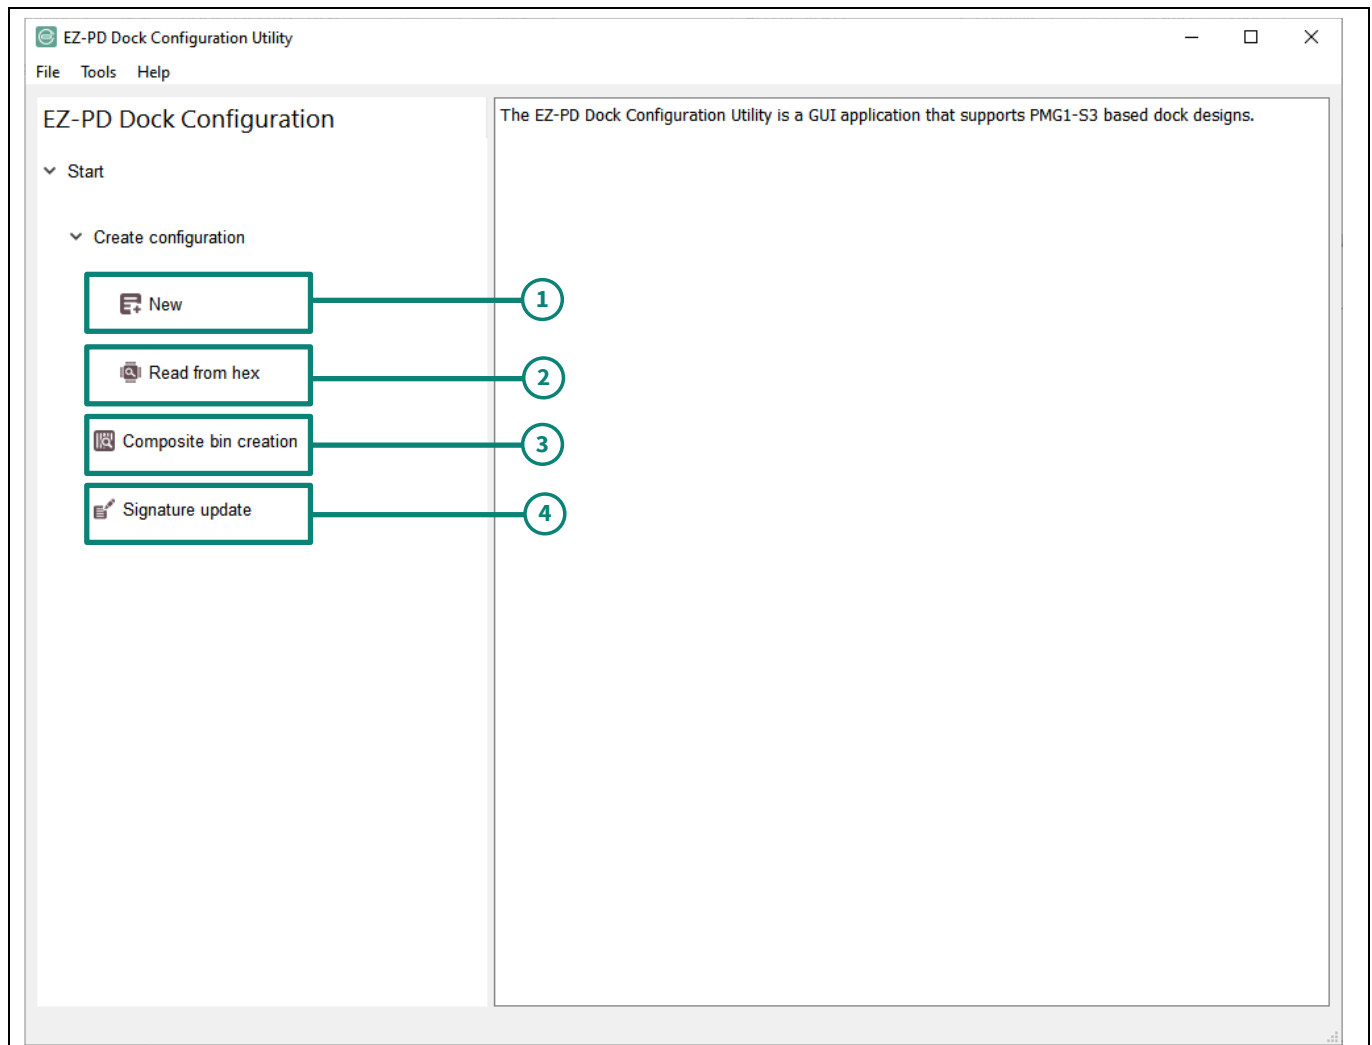 EZ-PD Dock Configuration Utility
File Tools Help
EZ-PD Dock Configuration
The EZ-PD Dock Configuration Utility is a GUI application that supports PMG1-S3 based dock designs.
Start
Create configuration
New
1
Read from hex
2
Composite bin creation
3
Signature update
4